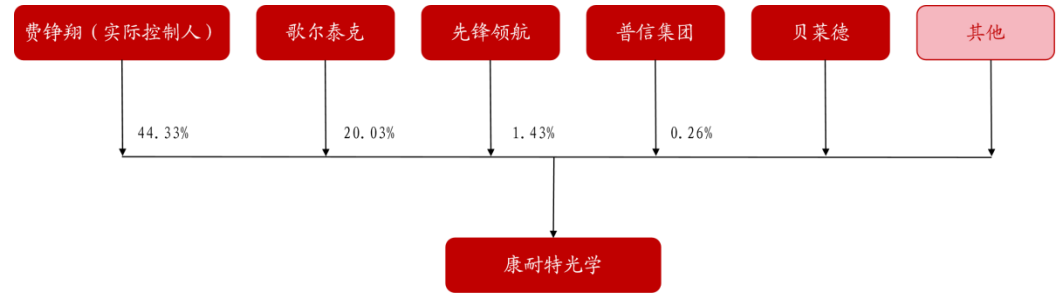 费铮翔（实际控制人）
歌尔泰克
先锋领航
普信集团
贝莱德
其他
44.33%
20.03%
1.43%
0.26%
康耐特光学